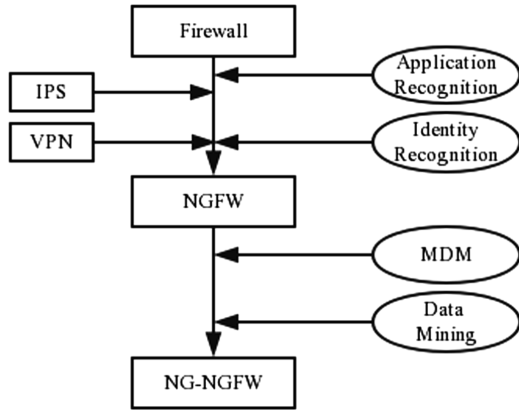 Firewall
Application
Recognition
IPS
VPN
Identity
Recognition
NGFW
MDM
Data
Mining
NG-NGFW